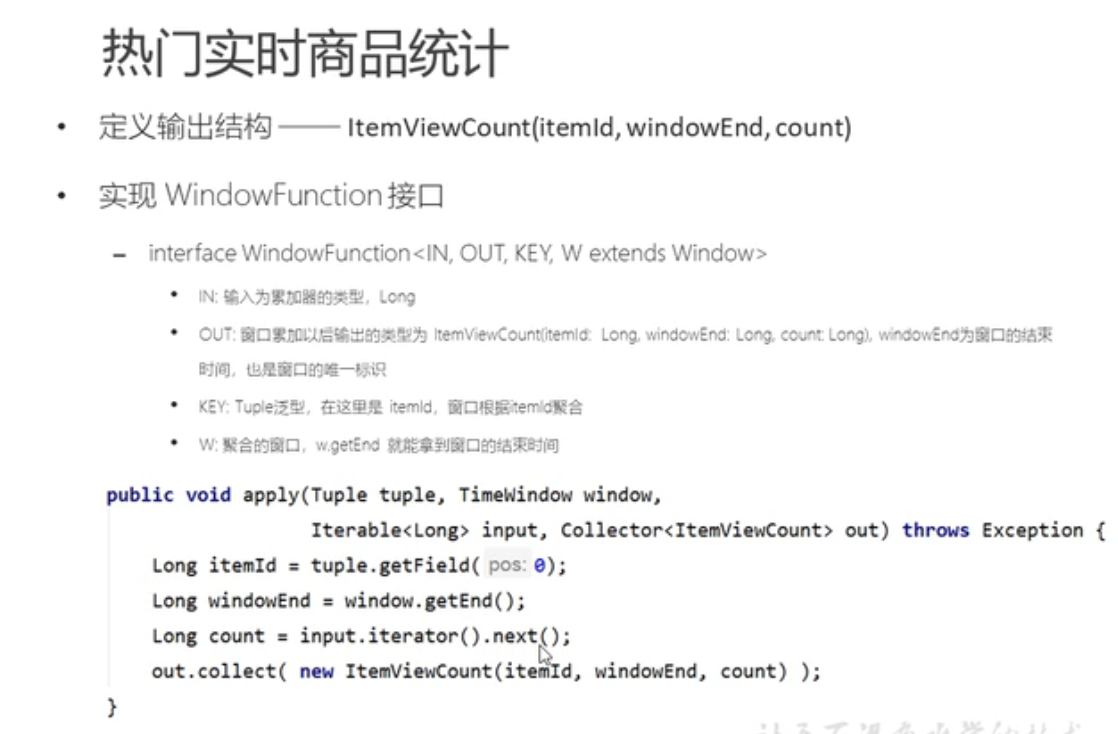 热门实时商品统计
• 定义输出结构 —— ItemViewCount(itemId, windowEnd, count)
• 实现 WindowFunction 接口
– interface WindowFunction<IN, OUT, KEY, W extends Window>
• IN: 输入为累加器的类型，Long
• OUT: 窗口累加以后输出的类型为 ItemViewCount(itemId: Long, windowEnd: Long, count: Long), windowEnd为窗口的结束
时间，也是窗口的唯一标识
• KEY: Tuple泛型，在这里是 itemId，窗口根据itemId聚合
• W: 聚合的窗口，w.getEnd 就能拿到窗口的结束时间
public void apply(Tuple tuple, TimeWindow window,
Iterable<Long> input, Collector<ItemViewCount> out) throws Exception {
Long itemId = tuple.getField( pos: 0);
Long windowEnd = window.getEnd();
Long count = input.iterator().next();
out.collect( new ItemViewCount(itemId, windowEnd, count) );
}